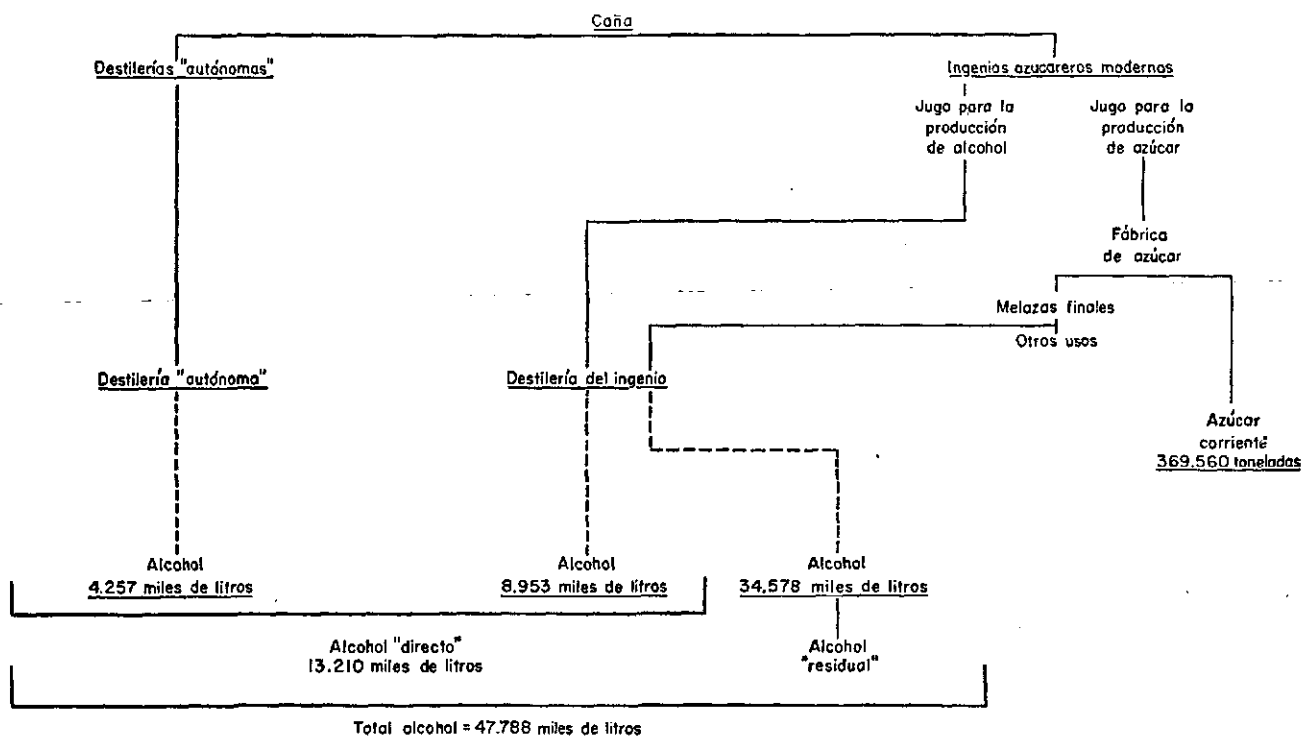 Caña
Destilerías "autónomas"
Ingenios azucareros modernos
Jugo para la
producción
de alcohol
Jugo para la
producción
de azúcar
Fábrica
de azúcar
Melazas finales
Otros usos
Destilería "autónoma"
Destilería del ingenio
Azúcar
corriente
369.560 toneladas
Alcohol
4.257 miles de litros
Alcohol
8.953 miles de litros
Alcohol
34.578 miles de litros
Alcohol "directo"
13.210 miles de litros
Alcohol
"residual"
Total alcohol = 47.788 miles de litros